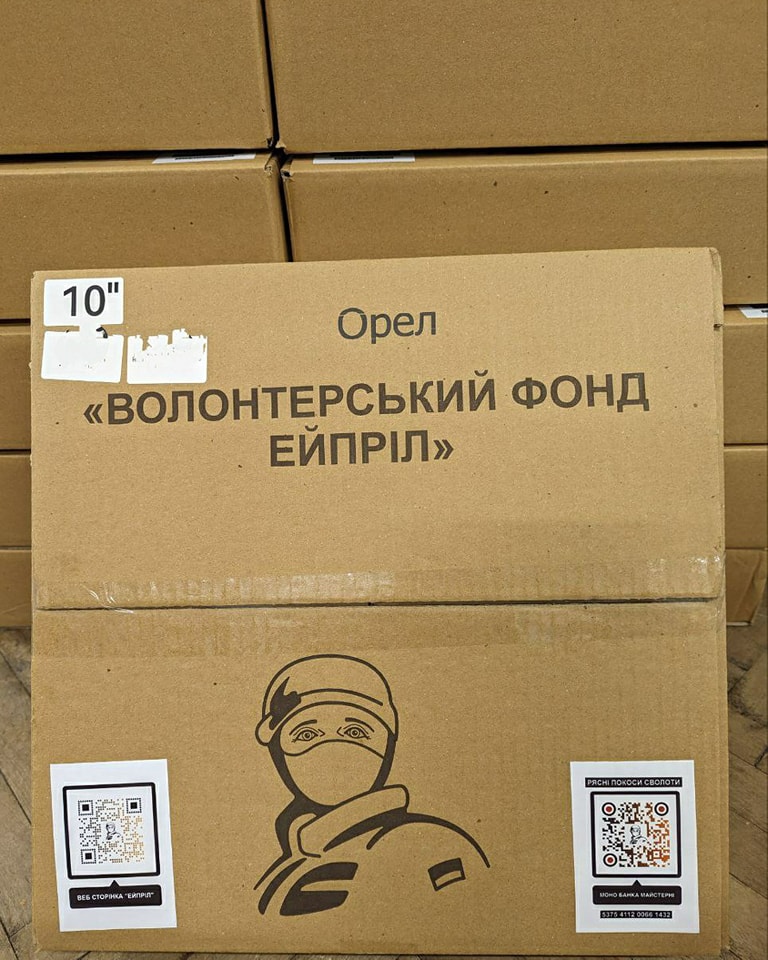 10"
Орел
«ВОЛОНТЕРСЬКИЙ ФОНД
ЕЙПРІЛ»
ВЕБ СТОРІНКА "ЕЙПРІЛ"
РЯСНІ ПОКОСИ СВОЛОТИ
МОНО БАНКА МАЙСТЕРНІ
5375 4112 0066 1432